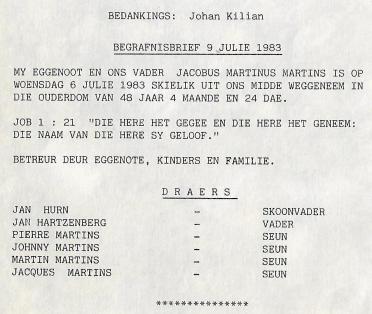 BEDANKINGS: Johan Kilian
BEGRAFNISBRIEF 9 JULIE 1983
MY EGGENOOT EN ONS VADER JACOBUS MARTINUS MARTINS IS OP
WOENSDAG 6 JULIE 1983 SKIELIK UIT ONS MIDDE WEGGENEEM IN
DIE OUDERDOM VAN 48 JAAR 4 MAANDE EN 24 DAE.
JOB 1 : 21 "DIE HERE HET GEGEE EN DIE HERE HET GENEEM:
DIE NAAM VAN DIE HERE SY GELOOF."
BETREUR DEUR EGGENOTE, KINDERS EN FAMILIE.
D R A E R S
JAN HURN - SKOONVADER
JAN HARTZENBERG - VADER
PIERRE MARTINS - SEUN
JOHNNY MARTINS - SEUN
MARTIN MARTINS - SEUN
JACQUES MARTINS - SEUN
***************